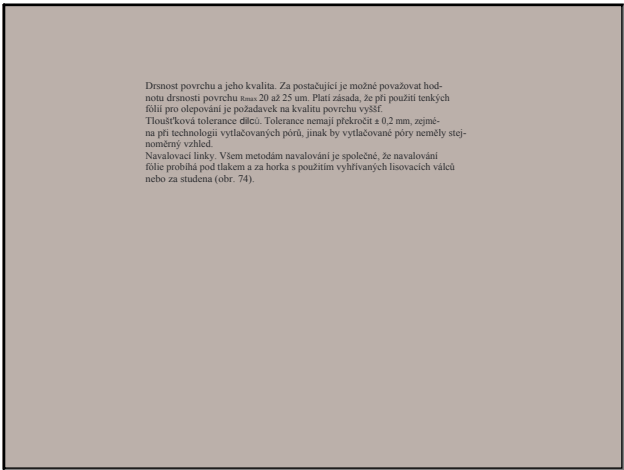 Drsnost povrchu a jeho kvalita. Za postačující je možné považovat hod-
notu drsnosti povrchu Rmax 20 až 25 um. Platí zásada, že při použití tenkých
fólií pro olepování je požadavek na kvalitu povrchu vyššf.
Tloušt'ková tolerance dílců. Tolerance nemají překročit ± 0,2 mm, zejmé-
na při technologii vytlačovaných pórů, jinak by vytlačované póry neměly stej-
noměrný vzhled.
Navalovací linky. Všem metodám navalování je společné, že navalování
fólie probíhá pod tlakem a za horka s použitím vyhřívaných lisovacích válců
nebo za studena (obr. 74).